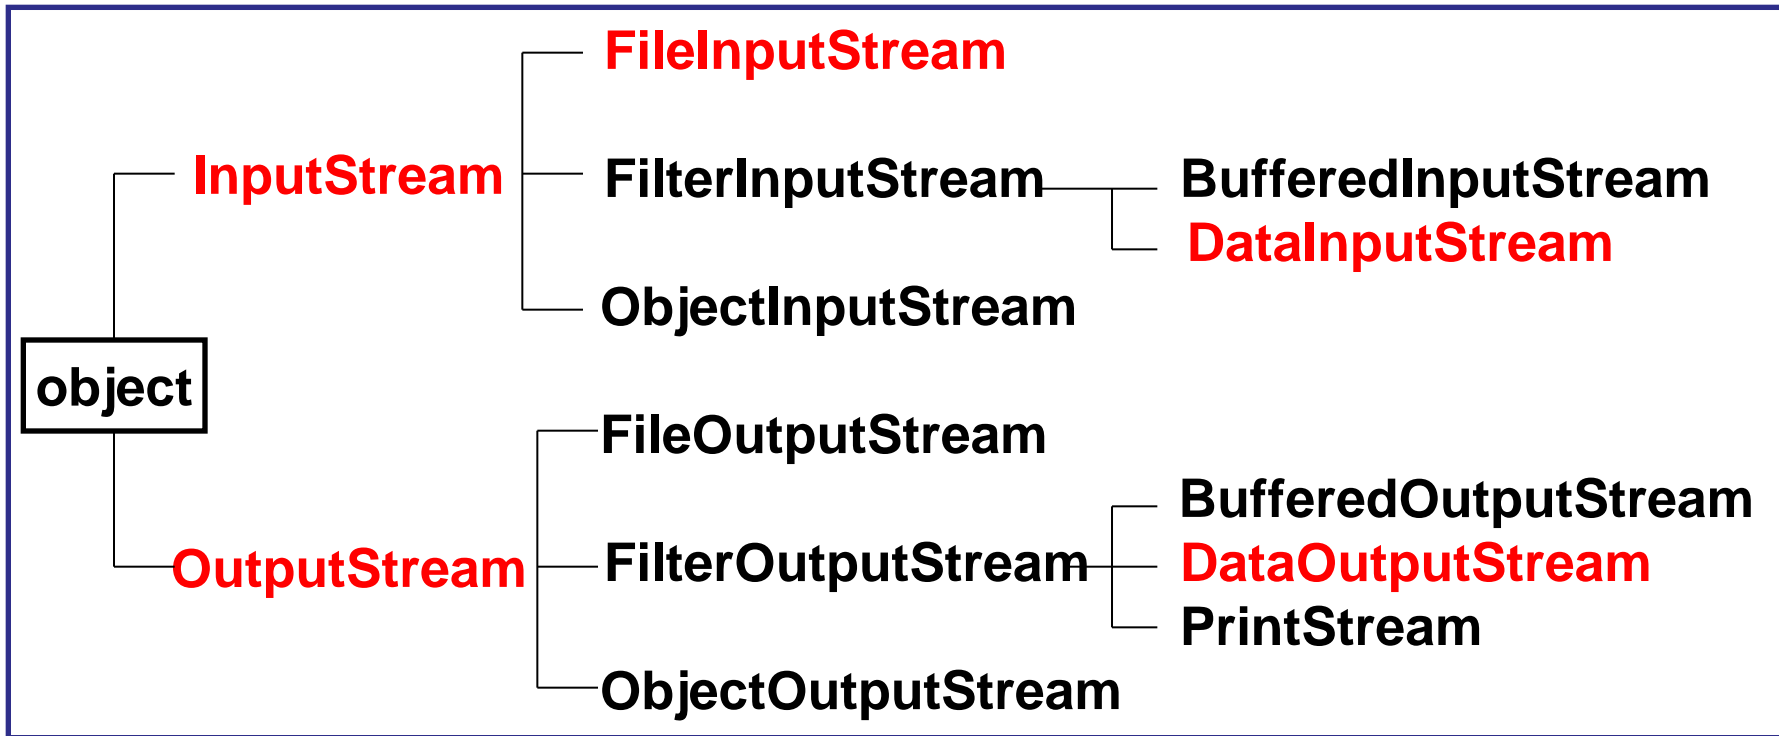 FileInputStream
InputStream
FilterInputStream
BufferedInputStream
DataInputStream
ObjectInputStream
object
FileOutputStream
BufferedOutputStream
OutputStream
FilterOutputStream
DataOutputStream
PrintStream
ObjectOutputStream